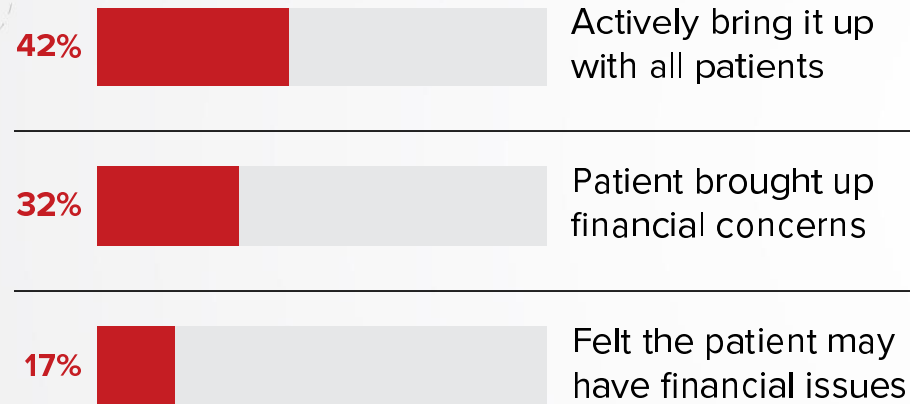 42%
Actively bring it up
with all patients
32%
Patient brought up
financial concerns
17%
Felt the patient may
have financial issues